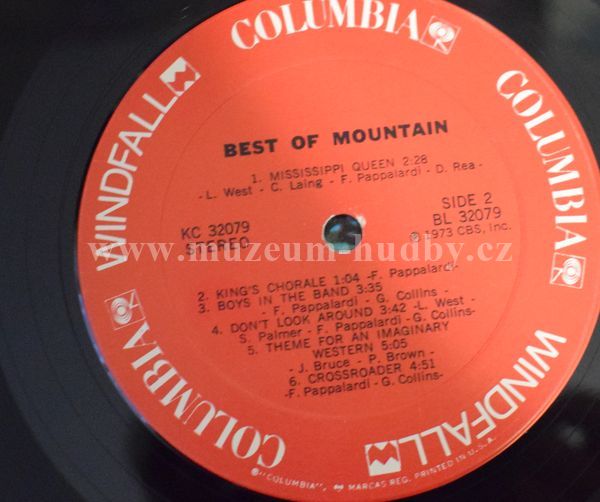 COLUMBIA
WINDFALL
COLUMBIA
BEST OF MOUNTAIN
1. MISSISSIPPI QUEEN 2:28
-L. West - C. Laing - F. Pappalardi - D. Rea-
KC 32079
STEREO
SIDE 2
BL 32079
℗ 1973 CBS, Inc.
www.muzeum-hudby.cz
2. KING'S CHORALE 1:04 -F. Pappalardi-
3. BOYS IN THE BAND 3:35
- F. Pappalardi - G. Collins -
4. DON'T LOOK AROUND 3:42 -L. West -
S. Palmer - F. Pappalardi - G. Collins-
5. THEME FOR AN IMAGINARY
WESTERN 5:05
- J. Bruce - P. Brown -
6. CROSSROADER 4:51
-F. Pappalardi - G. Collins-
COLUMBIA
WINDFALL
COLUMBIA
®"COLUMBIA", MARCAS REG. PRINTED IN U.S.A.